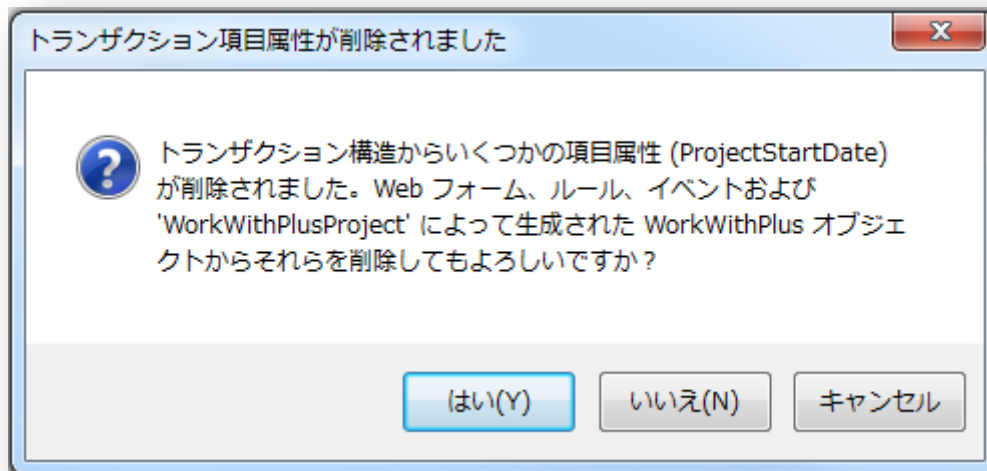 トランザクション項目属性が削除されました
トランザクション構造からいくつかの項目属性 (ProjectStartDate)
が削除されました。Web フォーム、ルール、イベントおよび
'WorkWithPlusProject' によって生成された WorkWithPlus オブジェ
クトからそれらを削除してもよろしいですか？
はい(Y)
いいえ(N)
キャンセル